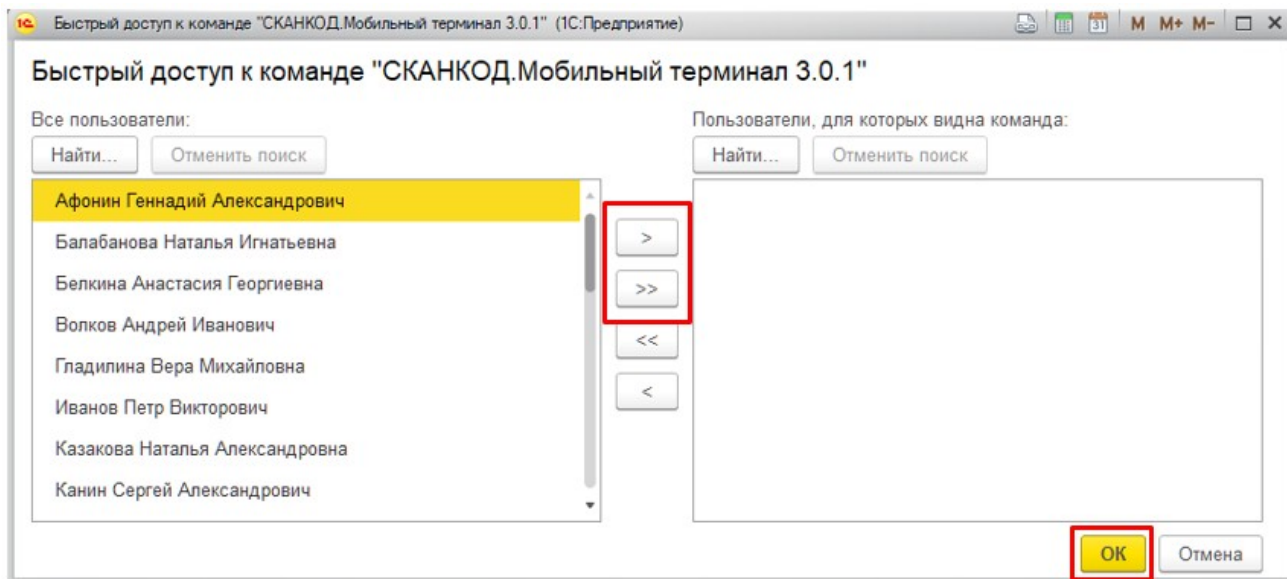 1С Быстрый доступ к команде "СКАНКОД.Мобильный терминал 3.0.1" (1С:Предприятие) 31 M M+ M-
Быстрый доступ к команде "СКАНКОД.Мобильный терминал 3.0.1"
Все пользователи:
Найти... Отменить поиск
Афонин Геннадий Александрович
Балабанова Наталья Игнатьевна
Белкина Анастасия Георгиевна
Волков Андрей Иванович
Гладилина Вера Михайловна
Иванов Петр Викторович
Казакова Наталья Александровна
Канин Сергей Александрович
>
>>
<<
<
Пользователи, для которых видна команда:
Найти... Отменить поиск
ОК Отмена